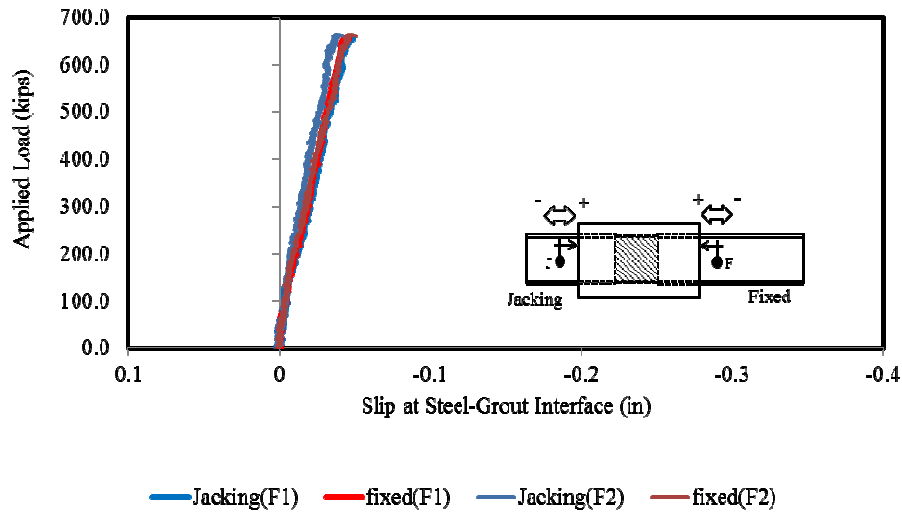 700.0
600.0
500.0
400.0
300.0
200.0
100.0
0.0
Applied Load (kips)
0.1 0 -0.1 -0.2 -0.3 -0.4
Slip at Steel-Grout Interface (in)
- + + -
J F
Jacking Fixed
Jacking(F1) fixed(F1) Jacking(F2) fixed(F2)